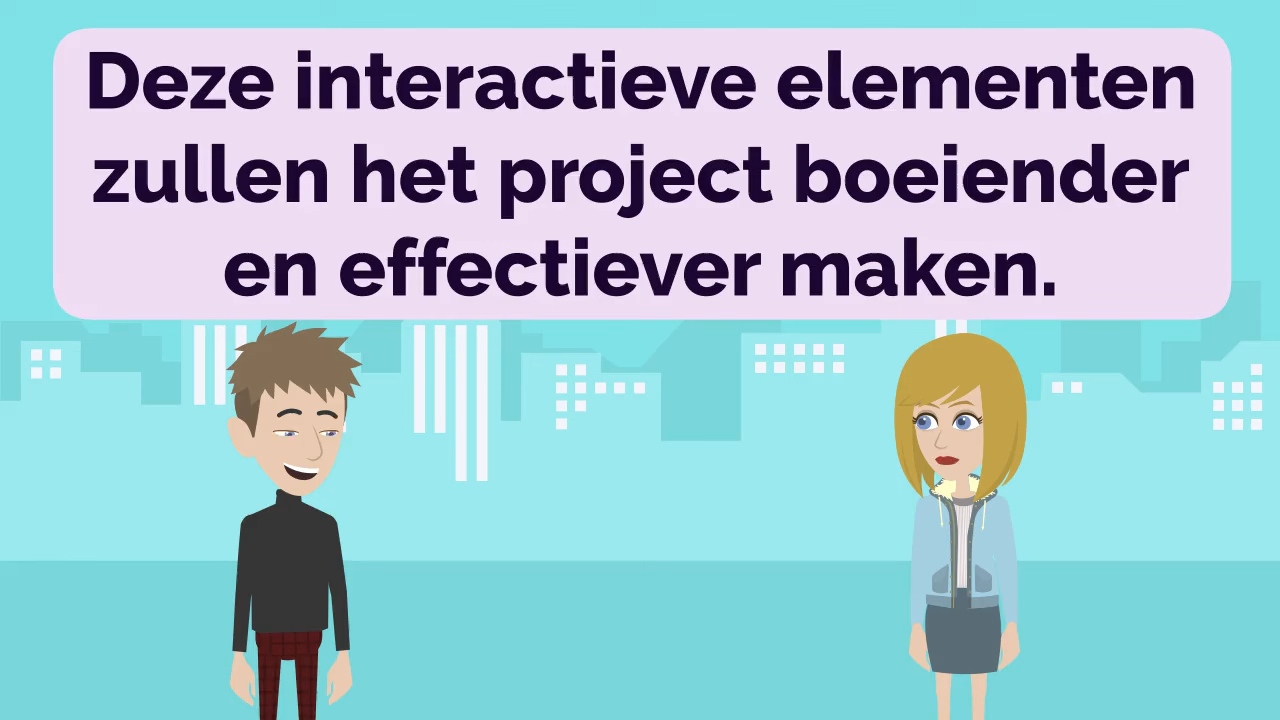 Deze interactieve elementen
zullen het project boeiender
en effectiever maken.